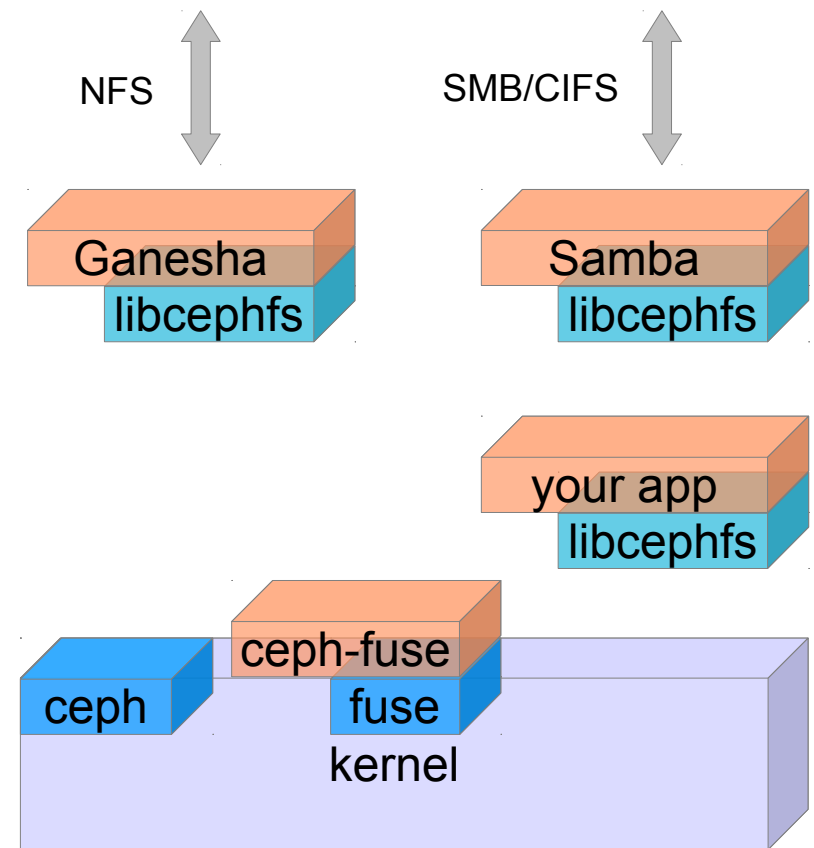 NFS
SMB/CIFS
Ganesha
libcephfs
Samba
libcephfs
your app
libcephfs
ceph-fuse
ceph
fuse
kernel